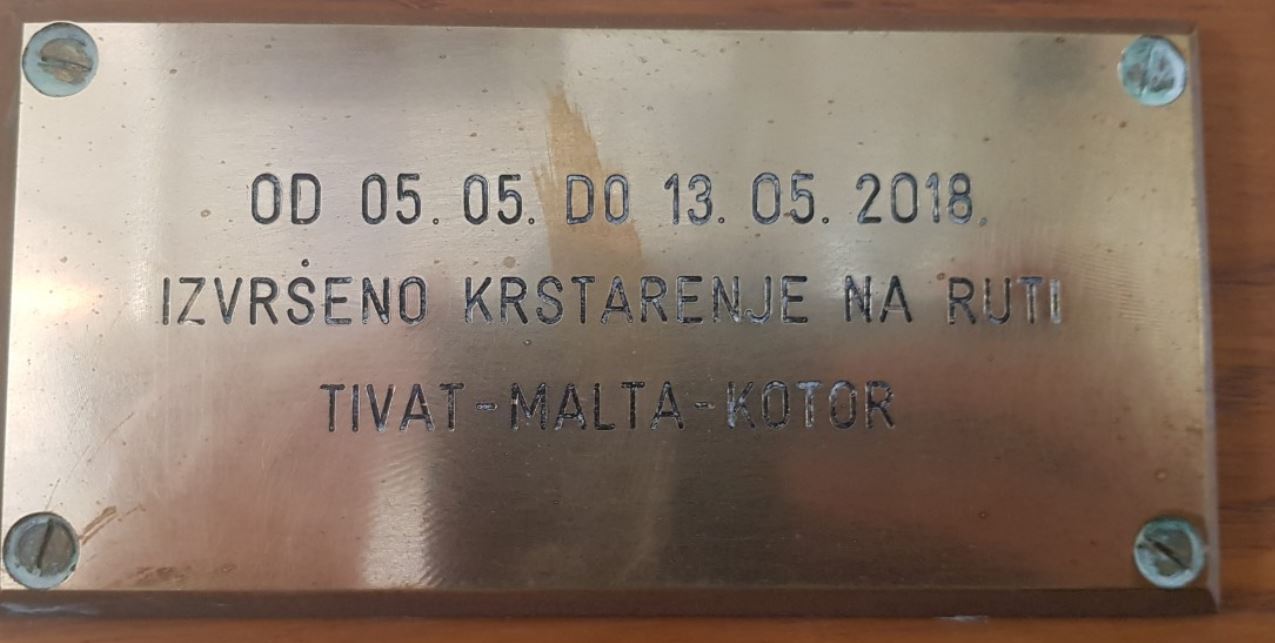 OD 05. 05. DO 13. 05. 2018.
IZVRŠENO KRSTARENJE NA RUTI
TIVAT-MALTA-KOTOR